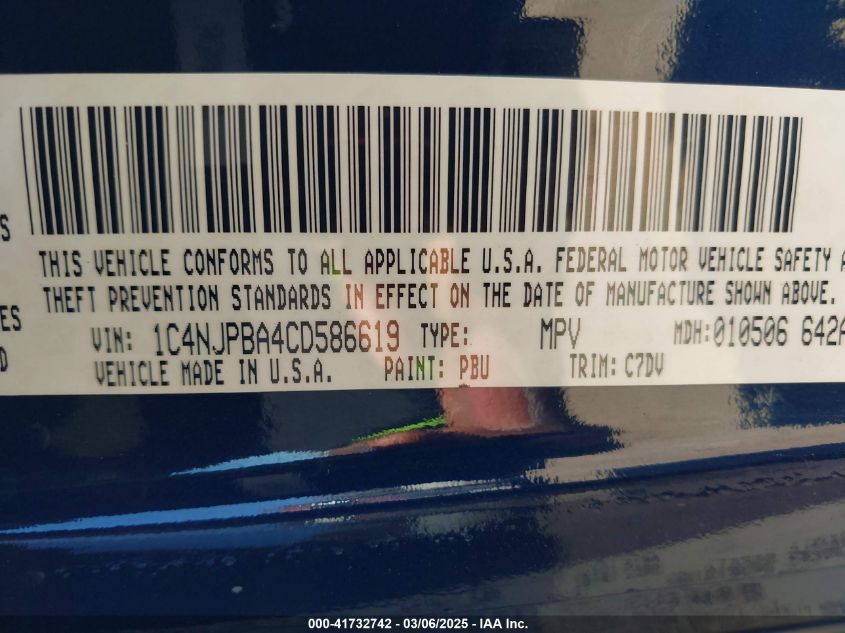 S
THIS VEHICLE CONFORMS TO ALL APPLICABLE U.S.A. FEDERAL MOTOR VEHICLE SAFETY A
THEFT PREVENTION STANDARDS IN EFFECT ON THE DATE OF MANUFACTURE SHOWN ABOVE.
ES
VIN: 1C4NJPBA4CD586619 TYPE: MPV MDH:010506 642A
D
VEHICLE MADE IN U.S.A. PAINT: PBU TRIM: C7DV
000-41732742 / 03/06/2025 - IAA Inc.